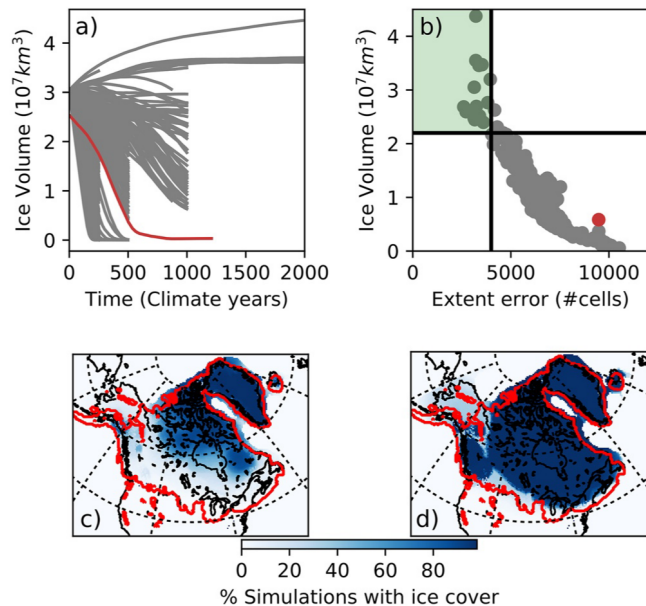 a)
Ice Volume (10⁷km³)
4
3
2
1
0
0 500 1000 1500 2000
Time (Climate years)
b)
Ice Volume (10⁷km³)
4
3
2
1
0
5000 10000
Extent error (#cells)
c)
d)
0 20 40 60 80
% Simulations with ice cover